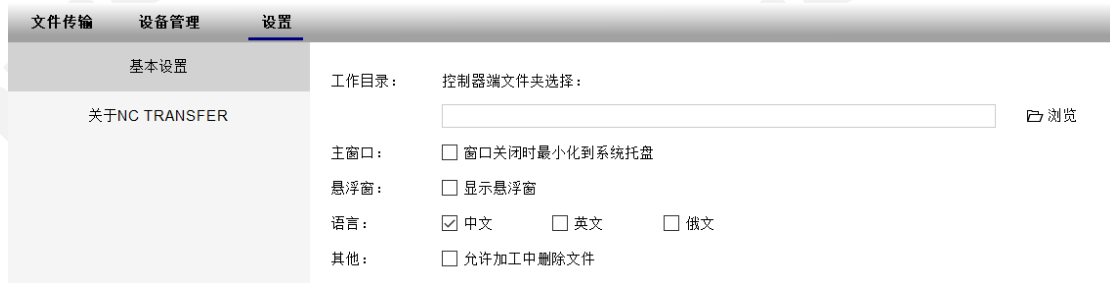 文件传输 设备管理 设置
基本设置
关于NC TRANSFER
工作目录： 控制器端文件夹选择：
浏览
主窗口： 窗口关闭时最小化到系统托盘
悬浮窗： 显示悬浮窗
语言： 中文 英文 俄文
其他： 允许加工中删除文件